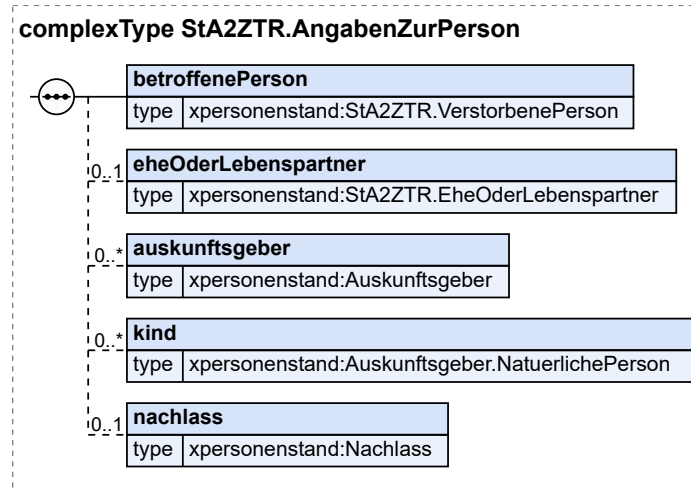 complexType StA2ZTR.AngabenZurPerson
betroffenePerson
type xpersonenstand:StA2ZTR.VerstorbenePerson
0..1 eheOderLebenspartner
type xpersonenstand:StA2ZTR.EheOderLebenspartner
0..* auskunftsgeber
type xpersonenstand:Auskunftsgeber
0..* kind
type xpersonenstand:Auskunftsgeber.NatuerlichePerson
0..1 nachlass
type xpersonenstand:Nachlass